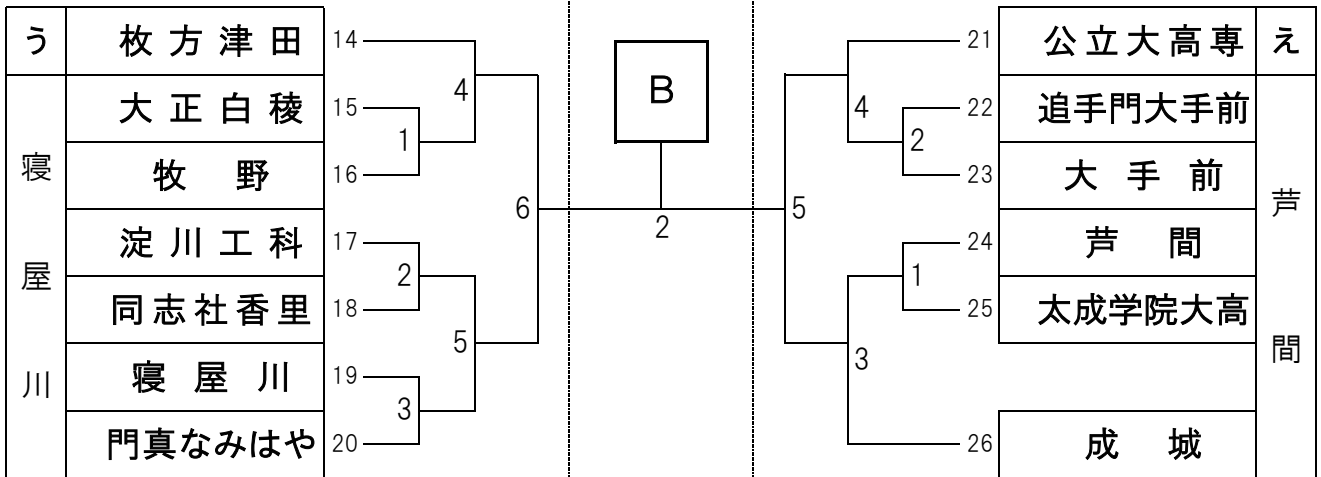 う 枚方津田 14
大正白稜 15
牧野 16
淀川工科 17
同志社香里 18
寝屋川 19
門真なみはや 20
寝屋川
4
1
2
5
3
6
B
2
5
4
2
1
3
21 公立大高専 え
22 追手門大手前
23 大手前
24 芦間
25 太成学院大高
26 成城
芦間